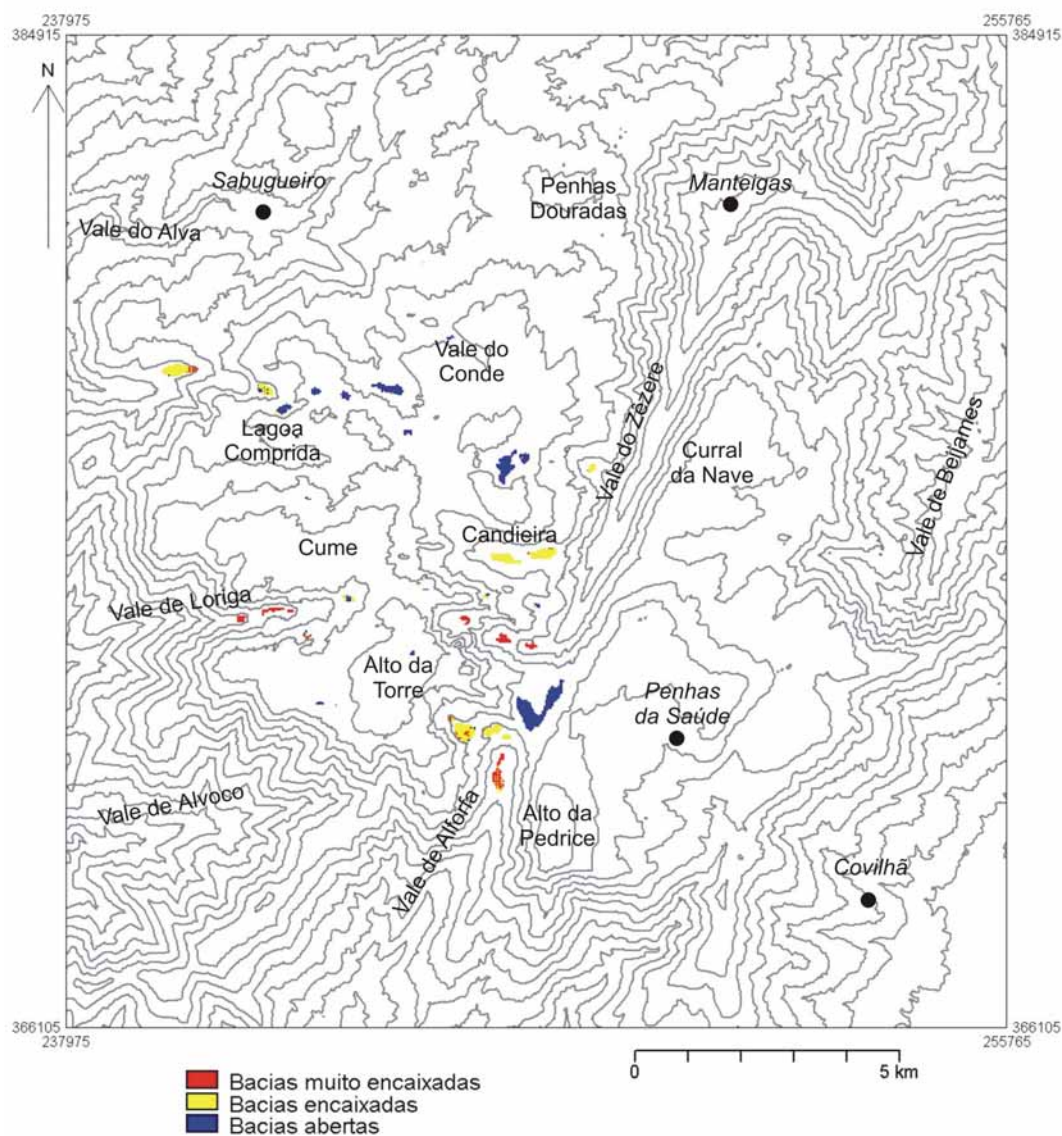 237975
255765
384915
384915
N
Sabugueiro
Penhas
Douradas
Manteigas
Vale do Alva
Vale do
Conde
Lagoa
Comprida
Vale do Zêzere
Curral
da Nave
Vale de Beijames
Candieira
Cume
Vale de Loriga
Alto da
Torre
Penhas
da Saúde
Vale de Alvoco
Vale de Alforfa
Alto da
Pedrice
Covilhã
366105
366105
237975
255765
0
5 km
Bacias muito encaixadas
Bacias encaixadas
Bacias abertas